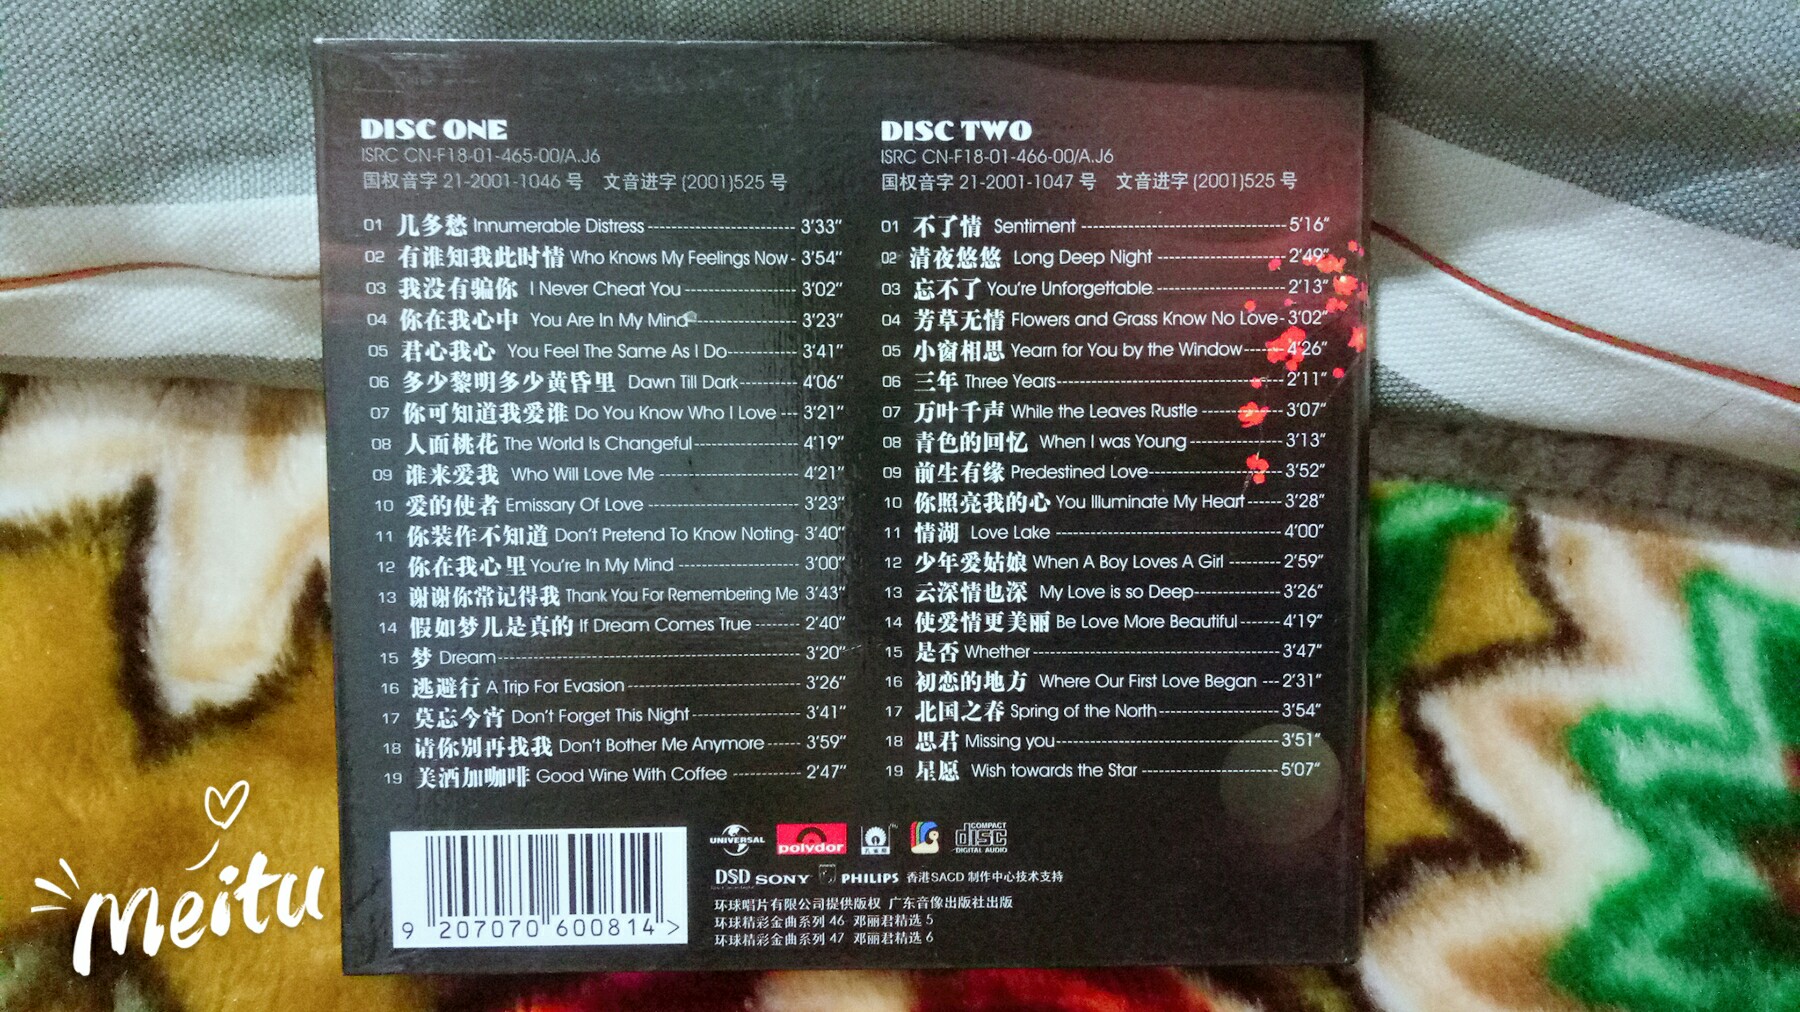 DISC ONE
ISRC CN-F18-01-465-00/A.J6
国权音字 21-2001-1046 号 文音进字 (2001)525 号
01 几多愁 Innumerable Distress 3'33"
02 有谁知我此时情 Who Knows My Feelings Now 3'54"
03 我没有骗你 I Never Cheat You 3'02"
04 你在我心中 You Are In My Mind 3'23"
05 君心我心 You Feel The Same As I Do 3'41"
06 多少黎明多少黄昏里 Dawn Till Dark 4'06"
07 你可知道我爱谁 Do You Know Who I Love 3'21"
08 人面桃花 The World Is Changeful 4'19"
09 谁来爱我 Who Will Love Me 4'21"
10 爱的使者 Emissary Of Love 3'23"
11 你装作不知道 Don't Pretend To Know Noting 3'40"
12 你在我心里 You're In My Mind 3'00"
13 谢谢你常记得我 Thank You For Remembering Me 3'43"
14 假如梦儿是真的 If Dream Comes True 2'40"
15 梦 Dream 3'20"
16 逃避行 A Trip For Evasion 3'26"
17 莫忘今宵 Don't Forget This Night 3'41"
18 请你别再找我 Don't Bother Me Anymore 3'59"
19 美酒加咖啡 Good Wine With Coffee 2'47"
DISC TWO
ISRC CN-F18-01-466-00/A.J6
国权音字 21-2001-1047 号 文音进字 (2001)525 号
01 不了情 Sentiment 5'16"
02 清夜悠悠 Long Deep Night 2'49"
03 忘不了 You're Unforgettable 2'13"
04 芳草无情 Flowers and Grass Know No Love 3'02"
05 小窗相思 Yearn for You by the Window 4'26"
06 三年 Three Years 2'11"
07 万叶千声 While the Leaves Rustle 3'07"
08 青色的回忆 When I was Young 3'13"
09 前生有缘 Predestined Love 3'52"
10 你照亮我的心 You Illuminate My Heart 3'28"
11 情湖 Love Lake 4'00"
12 少年爱姑娘 When A Boy Loves A Girl 2'59"
13 云深情也深 My Love is so Deep 3'26"
14 使爱情更美丽 Be Love More Beautiful 4'19"
15 是否 Whether 3'47"
16 初恋的地方 Where Our First Love Began 2'31"
17 北国之春 Spring of the North 3'54"
18 思君 Missing you 3'51"
19 星愿 Wish towards the Star 5'07"
9 207070 600814 >
UNIVERSAL polydor COMPACT disc DIGITAL AUDIO
DSD SONY PHILIPS 香港SACD 制作中心技术支持
环球唱片有限公司提供版权 广东音像出版社出版
环球精彩金曲系列 46 邓丽君精选 5
环球精彩金曲系列 47 邓丽君精选 6
meitu